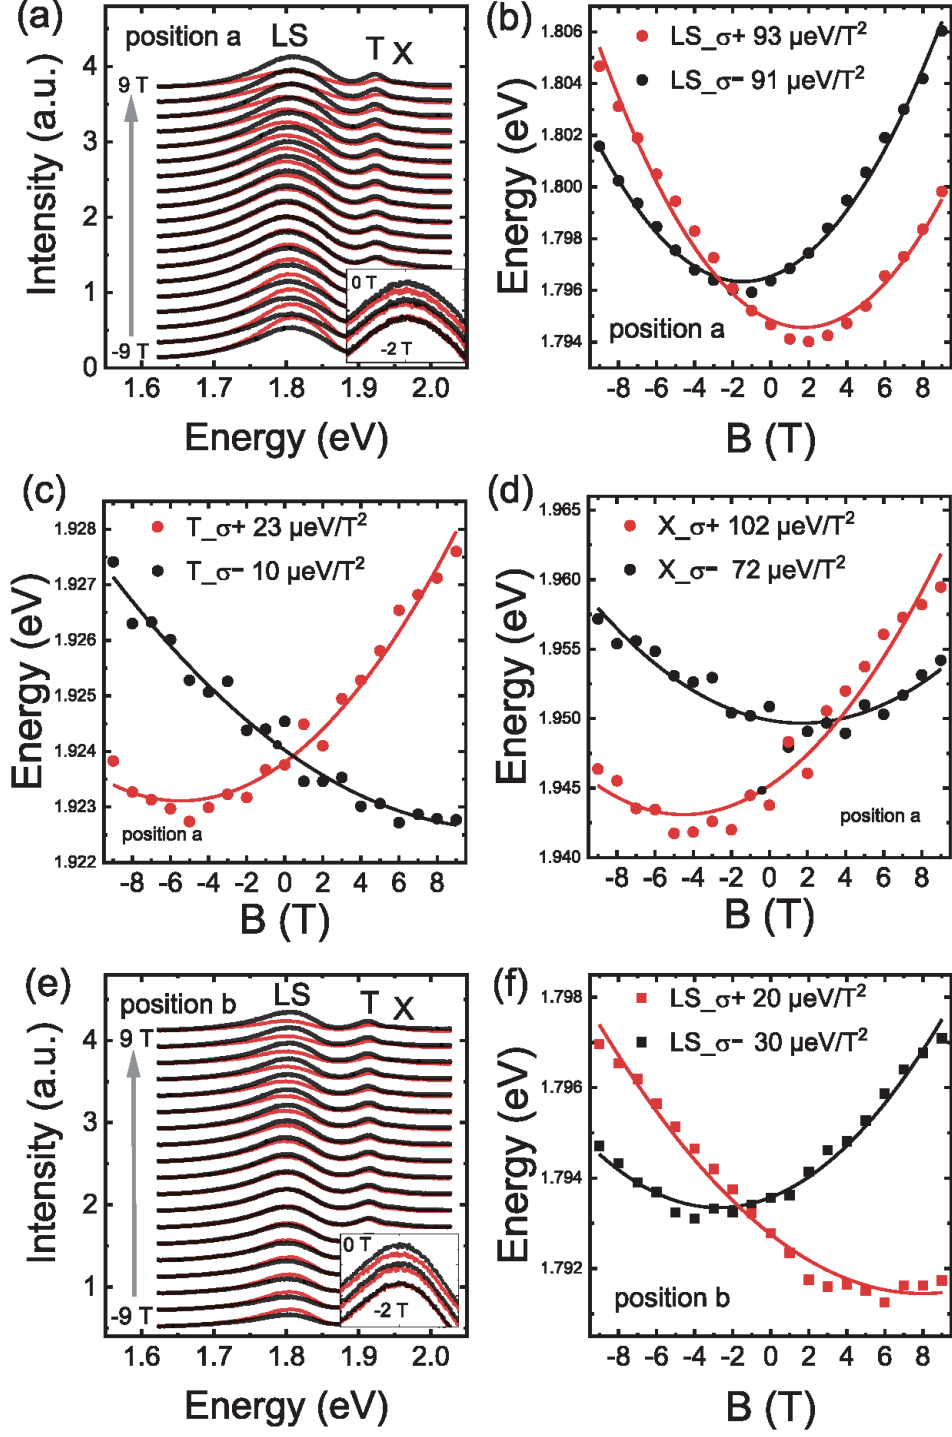 (a)
position a
LS
T X
9 T
-9 T
0 T
-2 T
4
3
2
1
0
Intensity (a.u.)
1.6 1.7 1.8 1.9 2.0
Energy (eV)
(b)
LS_σ+ 93 µeV/T²
LS_σ− 91 µeV/T²
1.806
1.804
1.802
1.800
1.798
1.796
1.794
Energy (eV)
position a
-8 -6 -4 -2 0 2 4 6 8
B (T)
(c)
T_σ+ 23 µeV/T²
T_σ− 10 µeV/T²
1.928
1.927
1.926
1.925
1.924
1.923
1.922
Energy (eV)
position a
-8 -6 -4 -2 0 2 4 6 8
B (T)
(d)
X_σ+ 102 µeV/T²
X_σ− 72 µeV/T²
1.965
1.960
1.955
1.950
1.945
1.940
Energy (eV)
position a
-8 -6 -4 -2 0 2 4 6 8
B (T)
(e)
position b
LS
T X
9 T
-9 T
0 T
-2 T
4
3
2
1
Intensity (a.u.)
1.6 1.7 1.8 1.9 2.0
Energy (eV)
(f)
LS_σ+ 20 µeV/T²
LS_σ− 30 µeV/T²
1.798
1.796
1.794
1.792
Energy (eV)
position b
-8 -6 -4 -2 0 2 4 6 8
B (T)